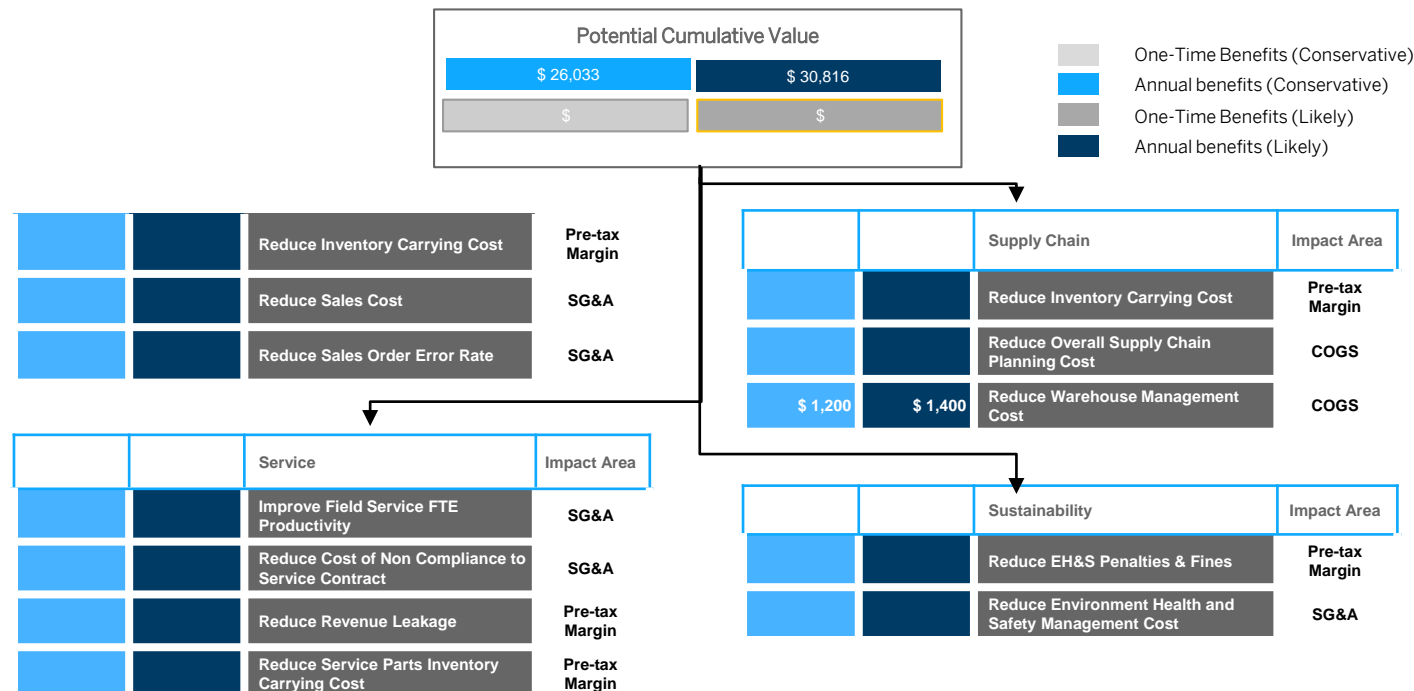 Potential Cumulative Value
$ 26,033
$ 30,816
$
$
One-Time Benefits (Conservative)
Annual benefits (Conservative)
One-Time Benefits (Likely)
Annual benefits (Likely)
Reduce Inventory Carrying Cost
Pre-tax
Margin
Reduce Sales Cost
SG&A
Reduce Sales Order Error Rate
SG&A
Supply Chain
Impact Area
Reduce Inventory Carrying Cost
Pre-tax
Margin
Reduce Overall Supply Chain
Planning Cost
COGS
$ 1,200
$ 1,400
Reduce Warehouse Management
Cost
COGS
Service
Impact Area
Improve Field Service FTE
Productivity
SG&A
Reduce Cost of Non Compliance to
Service Contract
SG&A
Reduce Revenue Leakage
Pre-tax
Margin
Reduce Service Parts Inventory
Carrying Cost
Pre-tax
Margin
Sustainability
Impact Area
Reduce EH&S Penalties & Fines
Pre-tax
Margin
Reduce Environment Health and
Safety Management Cost
SG&A